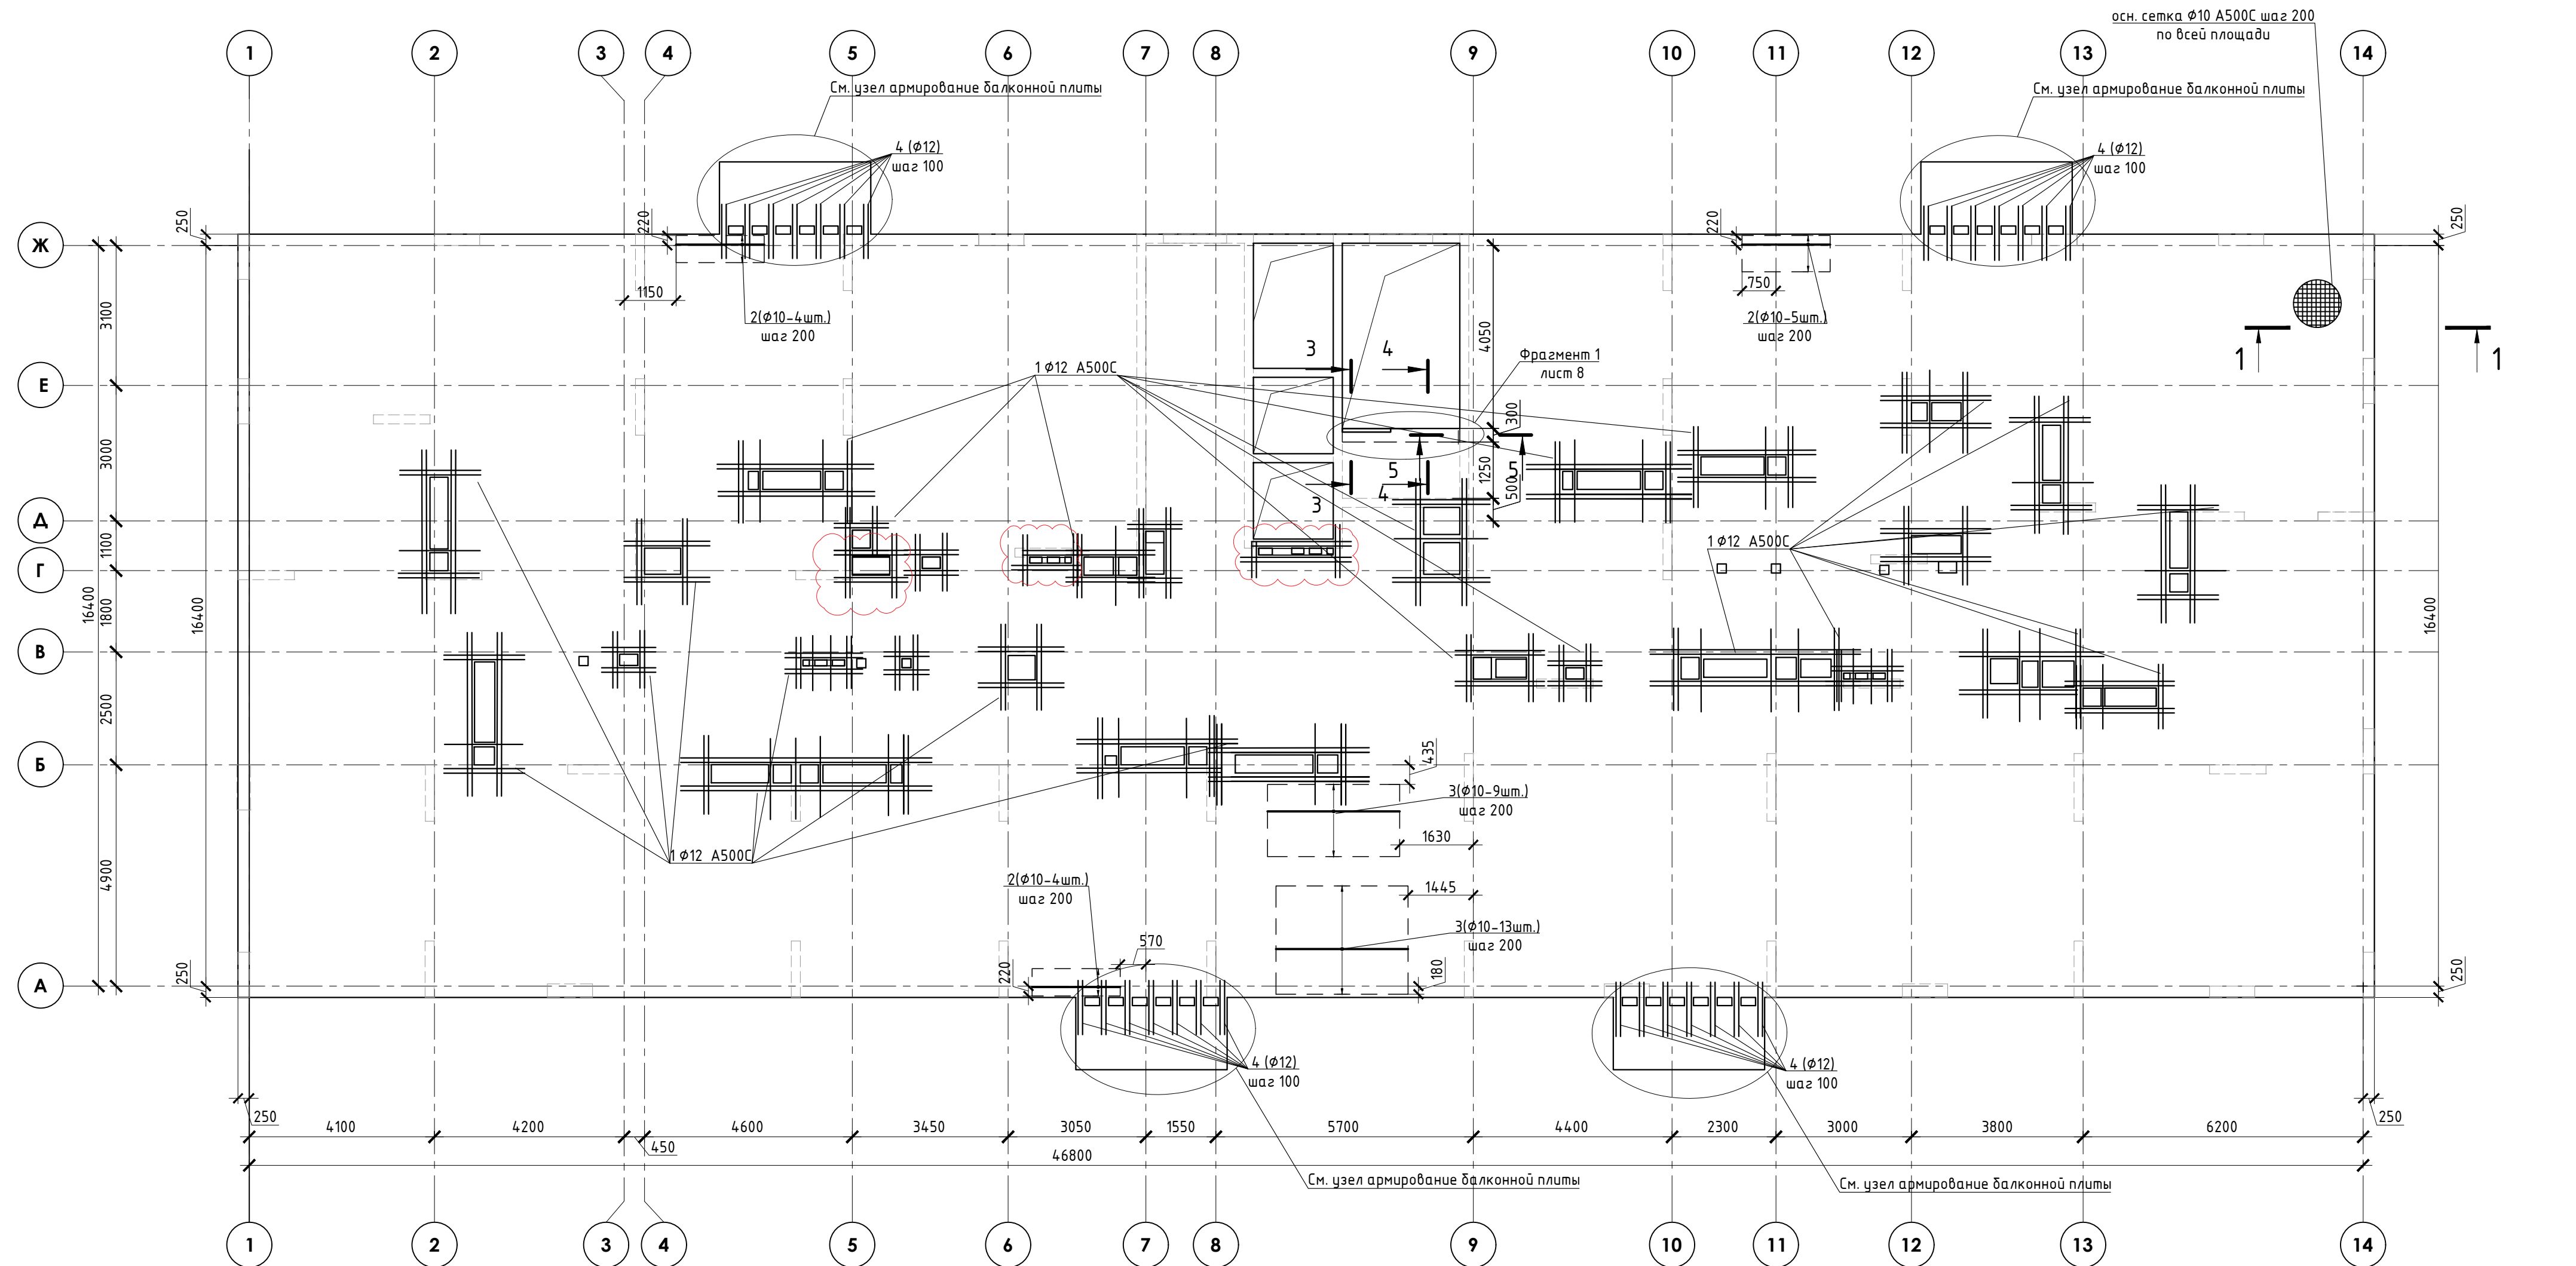 осн. сетка Ф10 А500С шаг 200
по всей площади
1 2 3 4 5 6 7 8 9 10 11 12 13 14
См. узел армирование балконной плиты
См. узел армирование балконной плиты
4 (Ф12)
шаг 100
4 (Ф12)
шаг 100
250
220
220
250
Ж
1150
750
2(Ф10-4шт.)
шаг 200
2(Ф10-5шт.)
шаг 200
3100
4050
3 4
Фрагмент 1
лист 8
1 1
1 Ф12 А500С
Е
300
3000
1250
5 5
500
4
3
Д
1100
1 Ф12 А500С
Г
16400
1800
16400
16400
В
2500
435
Б
3(Ф10-9шт.)
шаг 200
1630
1 Ф12 А500С
4900
2(Ф10-4шт.)
шаг 200
1445
3(Ф10-13шт.)
шаг 200
570
250
220
180
250
А
4 (Ф12)
шаг 100
4 (Ф12)
шаг 100
250
250
4100 4200 4600 3450 3050 1550 5700 4400 2300 3000 3800 6200
450
46800
См. узел армирование балконной плиты
См. узел армирование балконной плиты
1 2 3 4 5 6 7 8 9 10 11 12 13 14